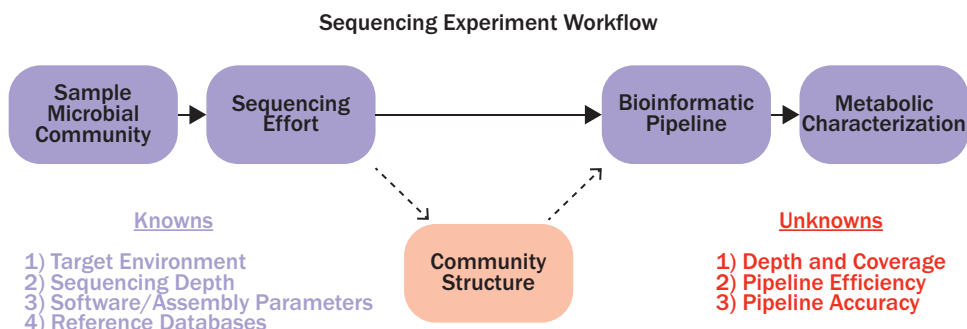 Sequencing Experiment Workflow
Sample
Microbial
Community
Sequencing
Effort
Bioinformatic
Pipeline
Metabolic
Characterization
Community
Structure
Knowns
1) Target Environment
2) Sequencing Depth
3) Software/Assembly Parameters
4) Reference Databases
Unknowns
1) Depth and Coverage
2) Pipeline Efficiency
3) Pipeline Accuracy